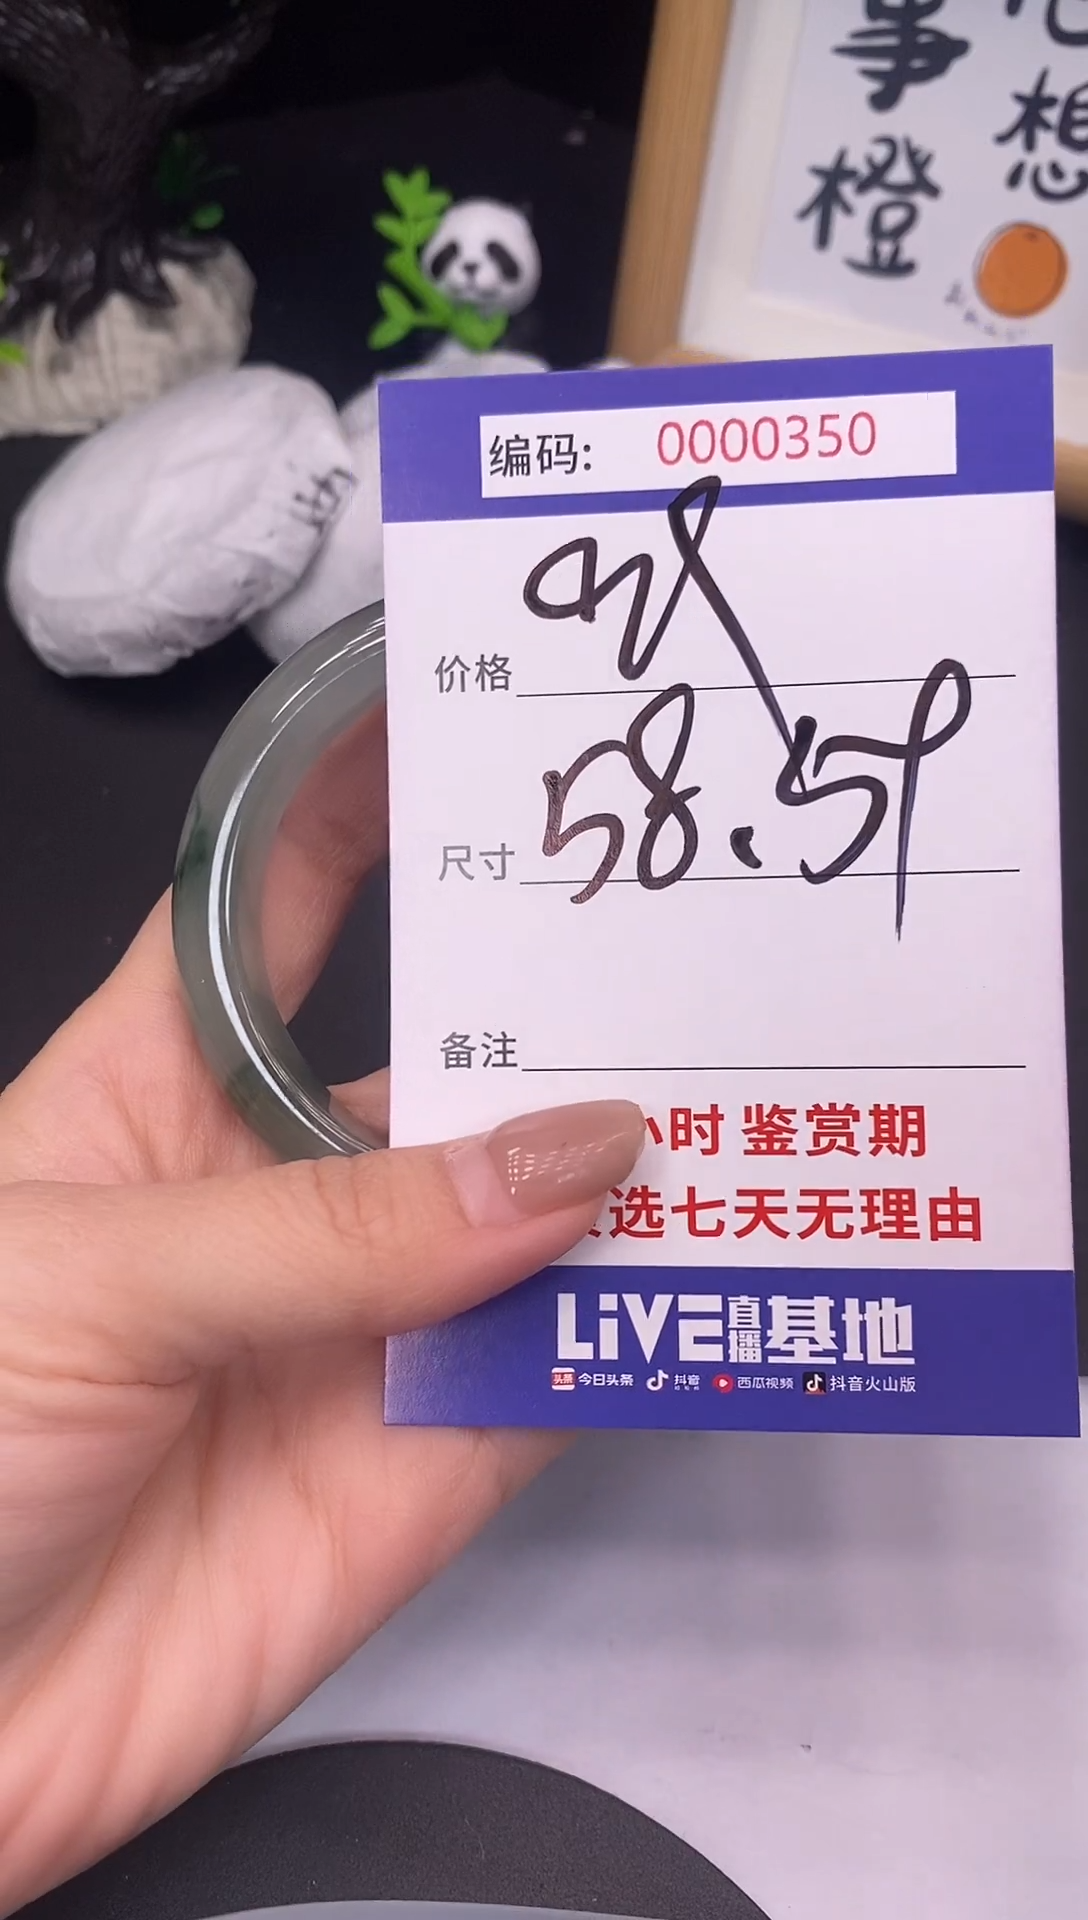 事 想
橙
编码: 0000350
价格
尺寸 58.5
备注
小时 鉴赏期
选七天无理由
LiVE直播基地
头条 今日头条 抖音 西瓜视频 抖音火山版